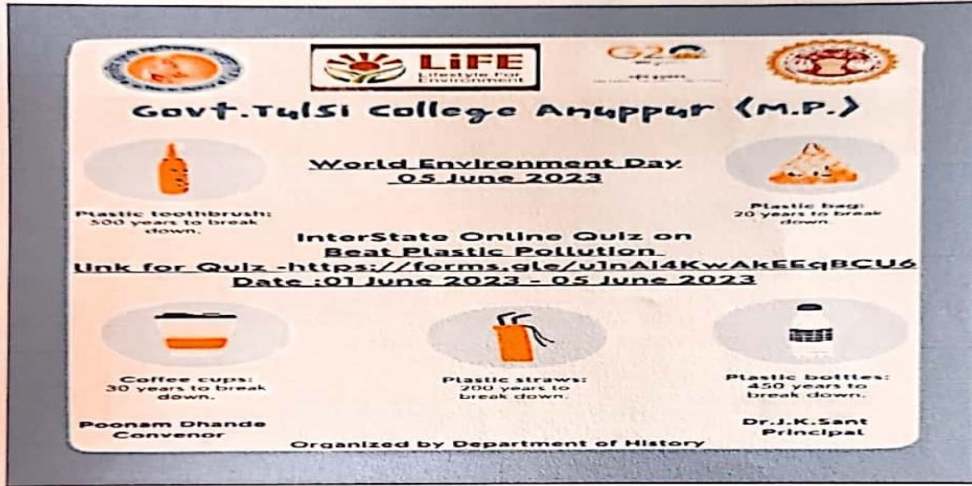 LiFE
Lifestyle For
Environment
G20
Govt.Tulsi College Anuppur (M.P.)
World Environment Day
05 June 2023
Plastic toothbrush:
500 years to break
down.
Plastic bag:
20 years to break
down.
InterState Online Quiz on
Beat Plastic Pollution
Link for Quiz -https://forms.gle/u1nAi4KwAkEEqBCU6
Date :01 June 2023 - 05 June 2023
Coffee cups:
30 years to break
down.
Plastic straws:
200 years to
break down.
Plastic bottles:
450 years to
break down.
Poonam Dhande
Convenor
Dr.J.K.Sant
Principal
Organized by Department of History